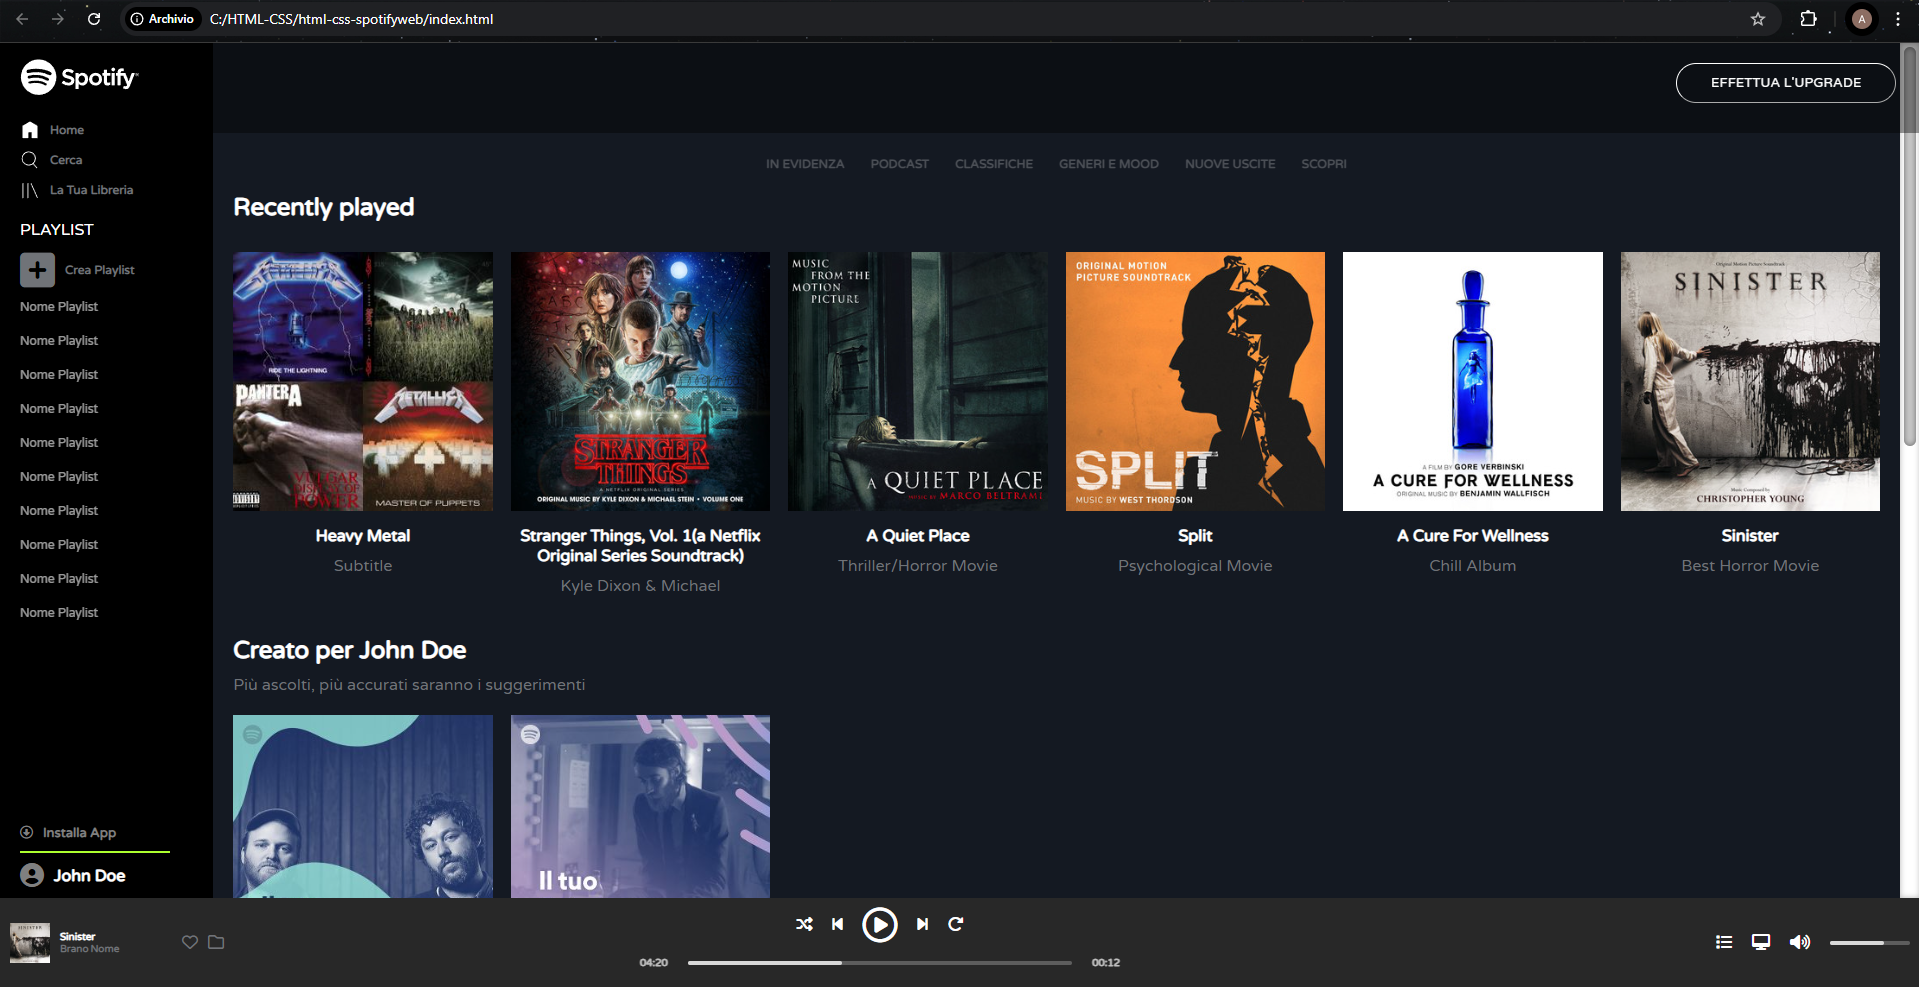 Archivio
C:/HTML-CSS/html-css-spotifyweb/index.html
A
Spotify
Home
Cerca
La Tua Libreria
PLAYLIST
Crea Playlist
Nome Playlist
Nome Playlist
Nome Playlist
Nome Playlist
Nome Playlist
Nome Playlist
Nome Playlist
Nome Playlist
Nome Playlist
Nome Playlist
Installa App
John Doe
EFFETTUA L'UPGRADE
IN EVIDENZA PODCAST CLASSIFICHE GENERI E MOOD NUOVE USCITE SCOPRI
Recently played
RIDE THE LIGHTNING
PANTERA
VULGAR
DISPLAY OF
POWER
METALLICA
MASTER OF PUPPETS
STRANGER
THINGS
A NETFLIX ORIGINAL SERIES
ORIGINAL MUSIC BY KYLE DIXON & MICHAEL STEIN • VOLUME ONE
MUSIC
FROM THE
MOTION
PICTURE
A QUIET PLACE
MUSIC BY MARCO BELTRAMI
ORIGINAL MOTION
PICTURE SOUNDTRACK
SPLIT
MUSIC BY WEST THORDSON
A FILM BY GORE VERBINSKI
A CURE FOR WELLNESS
ORIGINAL MUSIC BY BENJAMIN WALLFISCH
Original Motion Picture Soundtrack
SINISTER
Music Composed by
CHRISTOPHER YOUNG
Heavy Metal
Subtitle
Stranger Things, Vol. 1(a Netflix
Original Series Soundtrack)
Kyle Dixon & Michael
A Quiet Place
Thriller/Horror Movie
Split
Psychological Movie
A Cure For Wellness
Chill Album
Sinister
Best Horror Movie
Creato per John Doe
Più ascolti, più accurati saranno i suggerimenti
Il tuo
Sinister
Brano Nome
04:20
00:12